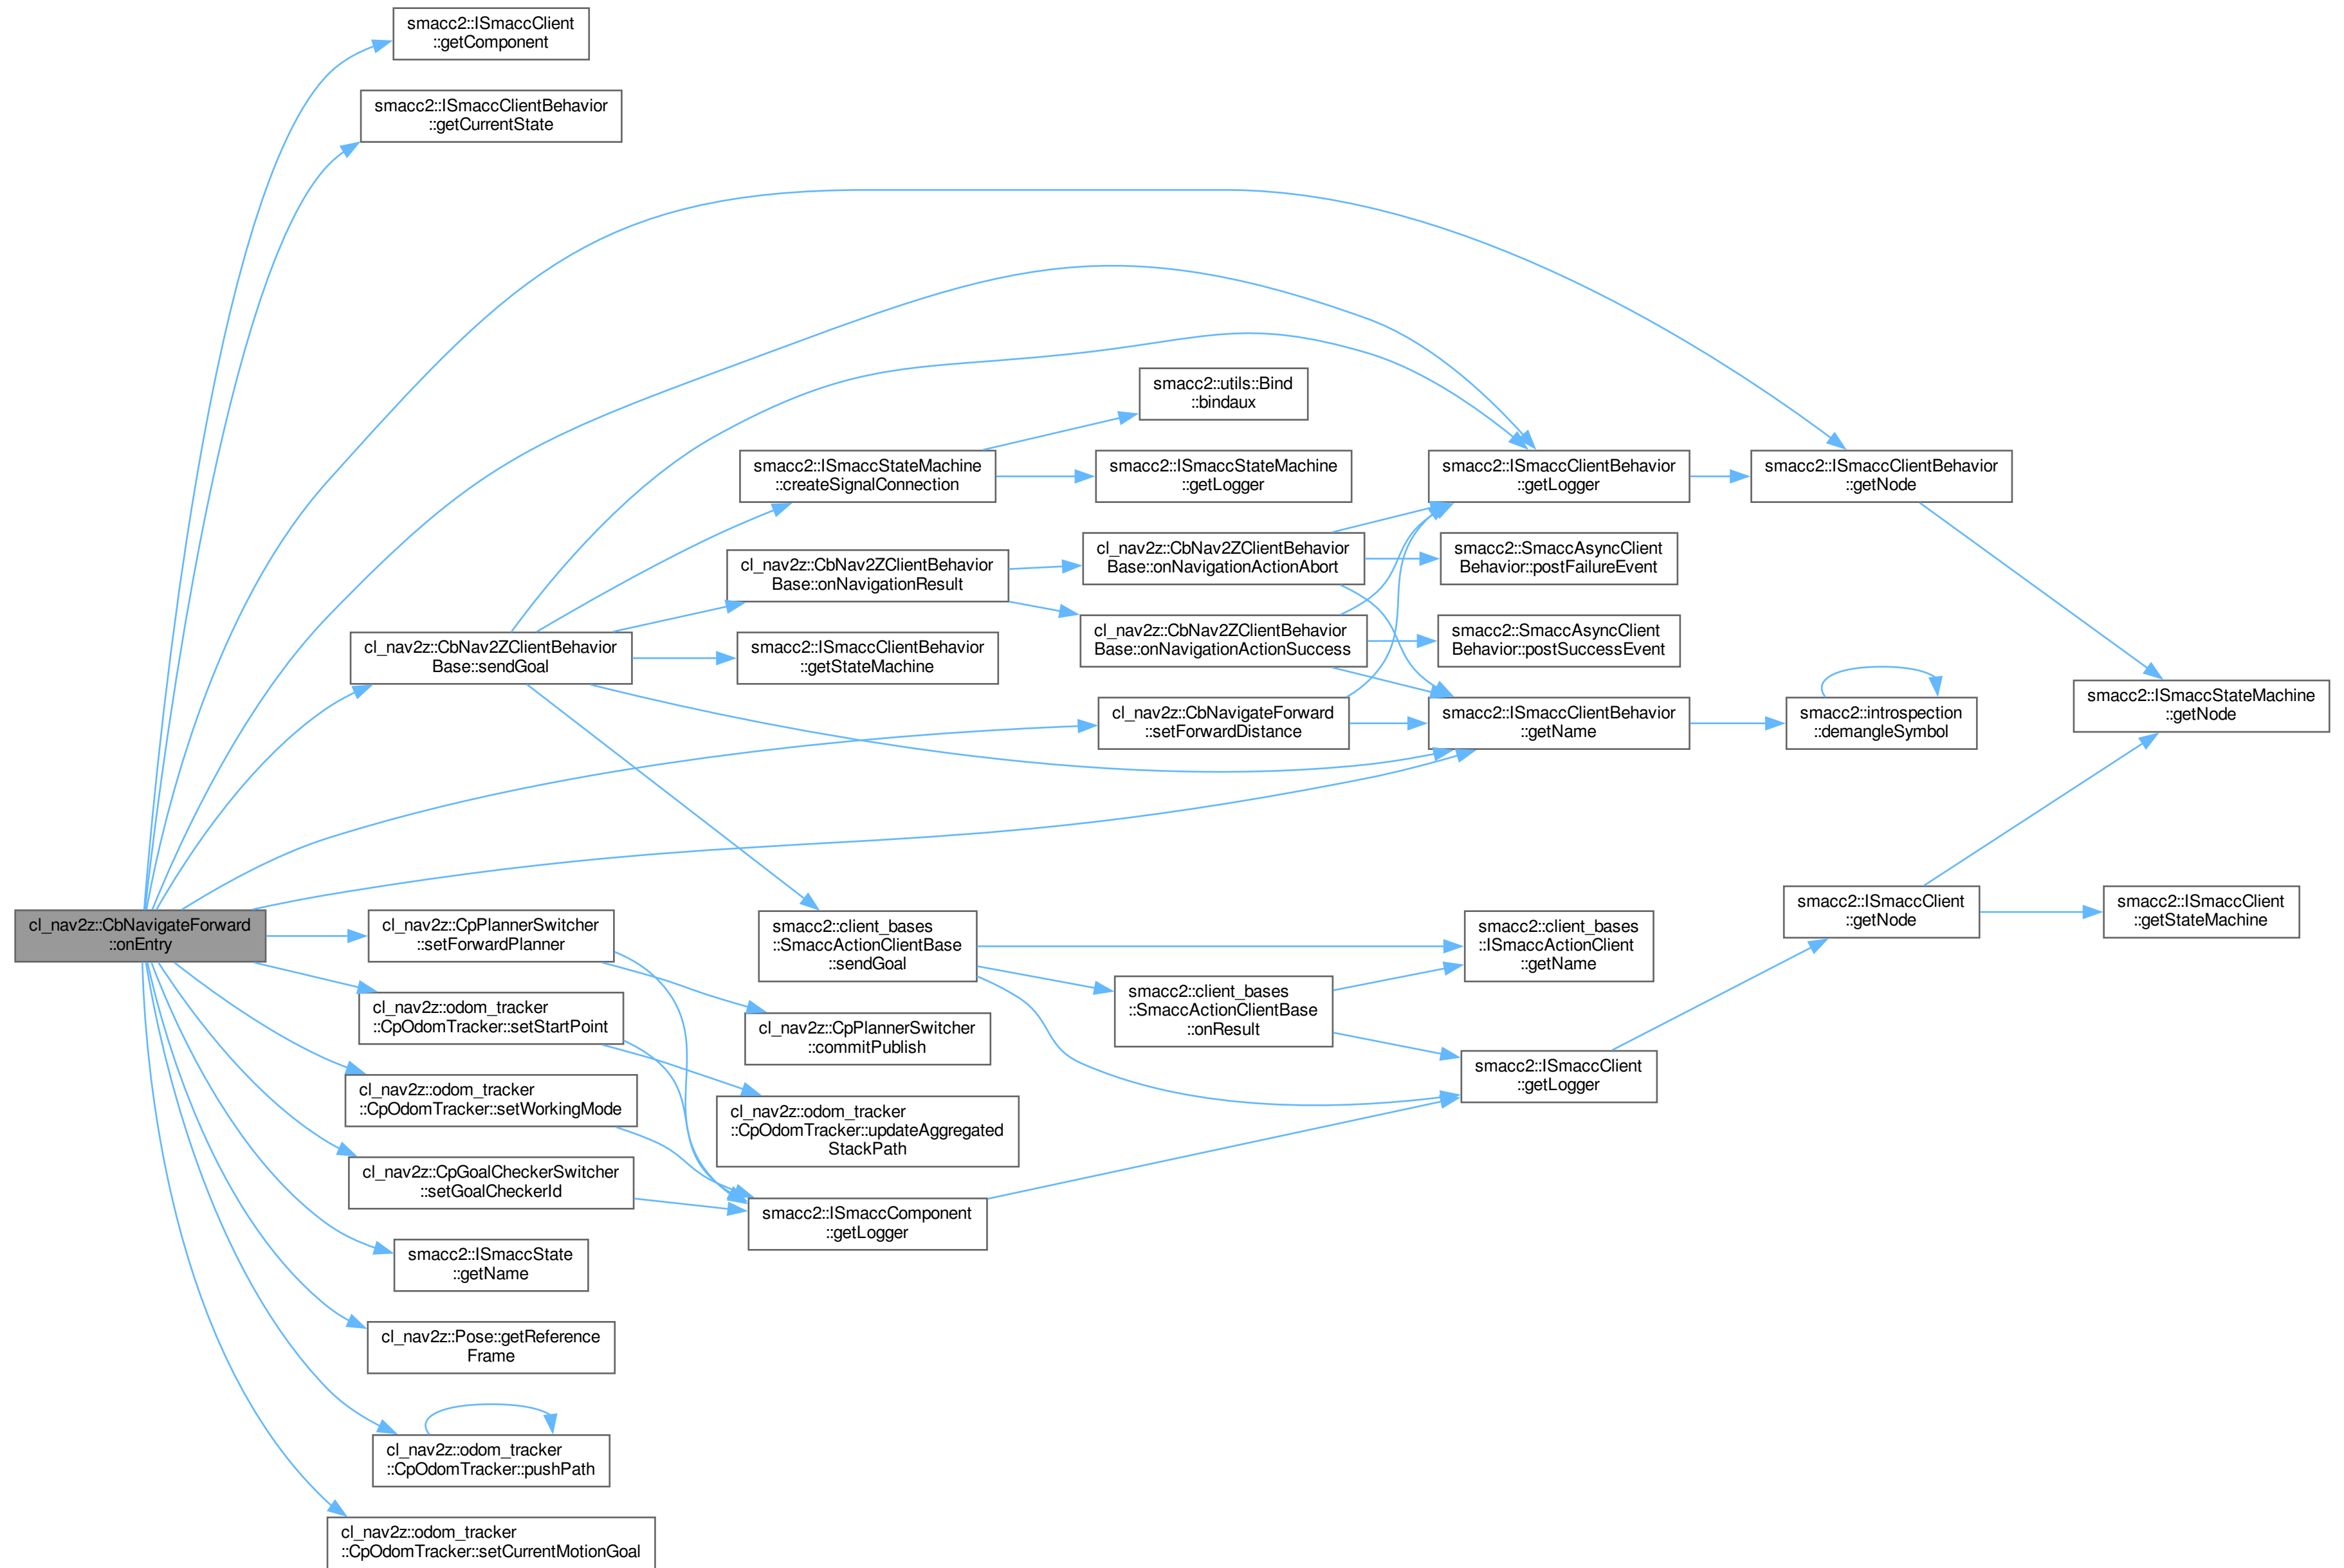 smacc2::ISmaccClient
::getComponent
smacc2::ISmaccClientBehavior
::getCurrentState
smacc2::utils::Bind
::bindaux
smacc2::ISmaccStateMachine
::createSignalConnection
smacc2::ISmaccStateMachine
::getLogger
smacc2::ISmaccClientBehavior
::getLogger
smacc2::ISmaccClientBehavior
::getNode
cl_nav2z::CbNav2ZClientBehavior
Base::onNavigationResult
cl_nav2z::CbNav2ZClientBehavior
Base::onNavigationActionAbort
smacc2::SmaccAsyncClient
Behavior::postFailureEvent
cl_nav2z::CbNav2ZClientBehavior
Base::sendGoal
smacc2::ISmaccClientBehavior
::getStateMachine
cl_nav2z::CbNav2ZClientBehavior
Base::onNavigationActionSuccess
smacc2::SmaccAsyncClient
Behavior::postSuccessEvent
cl_nav2z::CbNavigateForward
::setForwardDistance
smacc2::ISmaccClientBehavior
::getName
smacc2::introspection
::demangleSymbol
smacc2::ISmaccStateMachine
::getNode
cl_nav2z::CbNavigateForward
::onEntry
cl_nav2z::CpPlannerSwitcher
::setForwardPlanner
smacc2::client_bases
::SmaccActionClientBase
::sendGoal
smacc2::client_bases
::ISmaccActionClient
::getName
smacc2::ISmaccClient
::getNode
smacc2::ISmaccClient
::getStateMachine
cl_nav2z::odom_tracker
::CpOdomTracker::setStartPoint
cl_nav2z::CpPlannerSwitcher
::commitPublish
smacc2::client_bases
::SmaccActionClientBase
::onResult
smacc2::ISmaccClient
::getLogger
cl_nav2z::odom_tracker
::CpOdomTracker::setWorkingMode
cl_nav2z::odom_tracker
::CpOdomTracker::updateAggregated
StackPath
cl_nav2z::CpGoalCheckerSwitcher
::setGoalCheckerId
smacc2::ISmaccComponent
::getLogger
smacc2::ISmaccState
::getName
cl_nav2z::Pose::getReference
Frame
cl_nav2z::odom_tracker
::CpOdomTracker::pushPath
cl_nav2z::odom_tracker
::CpOdomTracker::setCurrentMotionGoal